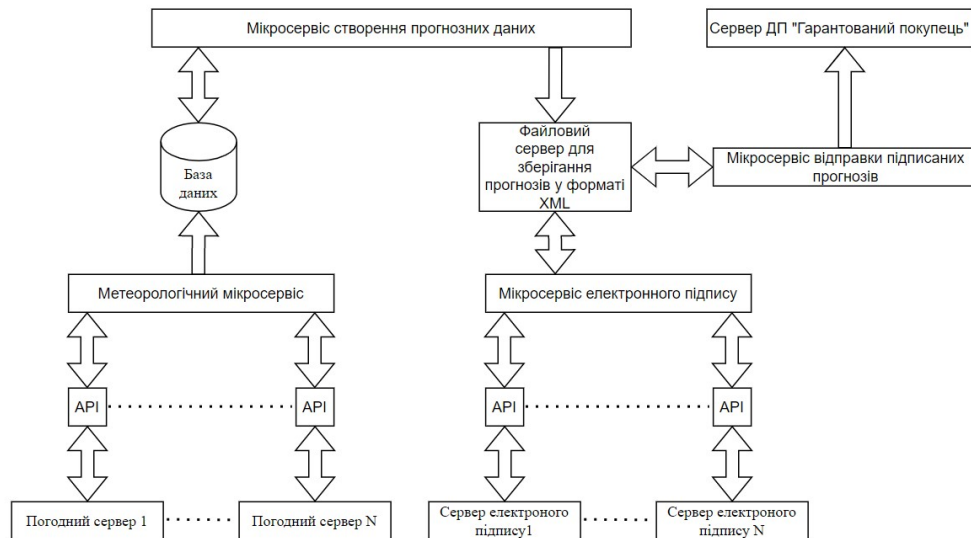 Мікросервіс створення прогнозних даних
Сервер ДП "Гарантований покупець"
Файловий
сервер для
зберігання
прогнозів у форматі
XML
Мікросервіс відправки підписаних
прогнозів
База
даних
Метеорологічний мікросервіс
Мікросервіс електронного підпису
API
API
API
API
Погодний сервер 1
Погодний сервер N
Сервер електроного
підпису1
Сервер електроного
підпису N